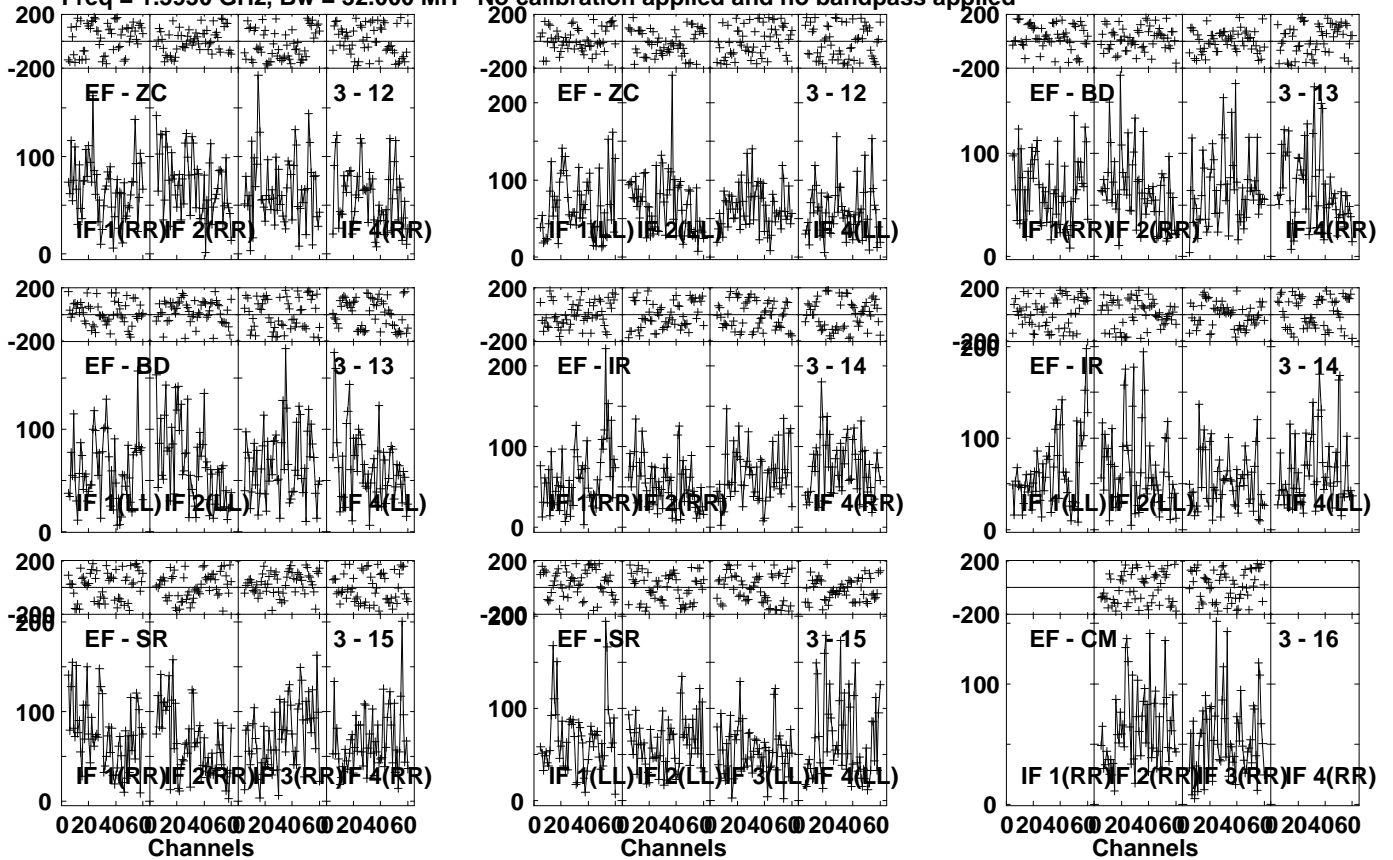 No calibration applied and no bandpass applied
200
-200
EF - ZC 3 - 12
100
0
IF 1(RR) IF 2(RR) IF 4(RR)
200
EF - ZC 3 - 12
200
100
0
IF 1(LL) IF 2(LL) IF 4(LL)
200
-200
EF - BD 3 - 13
100
0
IF 1(RR) IF 2(RR) IF 4(RR)
200
-200
EF - BD 3 - 13
100
0
IF 1(LL) IF 2(LL) IF 4(LL)
EF - IR 3 - 14
200
100
0
IF 1(RR) IF 2(RR) IF 4(RR)
200
-200
200
EF - IR 3 - 14
100
0
IF 1(LL) IF 2(LL) IF 4(LL)
200
-200
200
EF - SR 3 - 15
100
0
IF 1(RR) IF 2(RR) IF 3(RR) IF 4(RR)
0 20 40 60 0 20 40 60 0 20 40 60 0 20 40 60
Channels
200
-200
200
EF - SR 3 - 15
100
0
IF 1(LL) IF 2(LL) IF 3(LL) IF 4(LL)
0 20 40 60 0 20 40 60 0 20 40 60 0 20 40 60
Channels
200
-200
EF - CM 3 - 16
100
0
IF 1(RR) IF 2(RR) IF 3(RR) IF 4(RR)
0 20 40 60 0 20 40 60 0 20 40 60 0 20 40 60
Channels